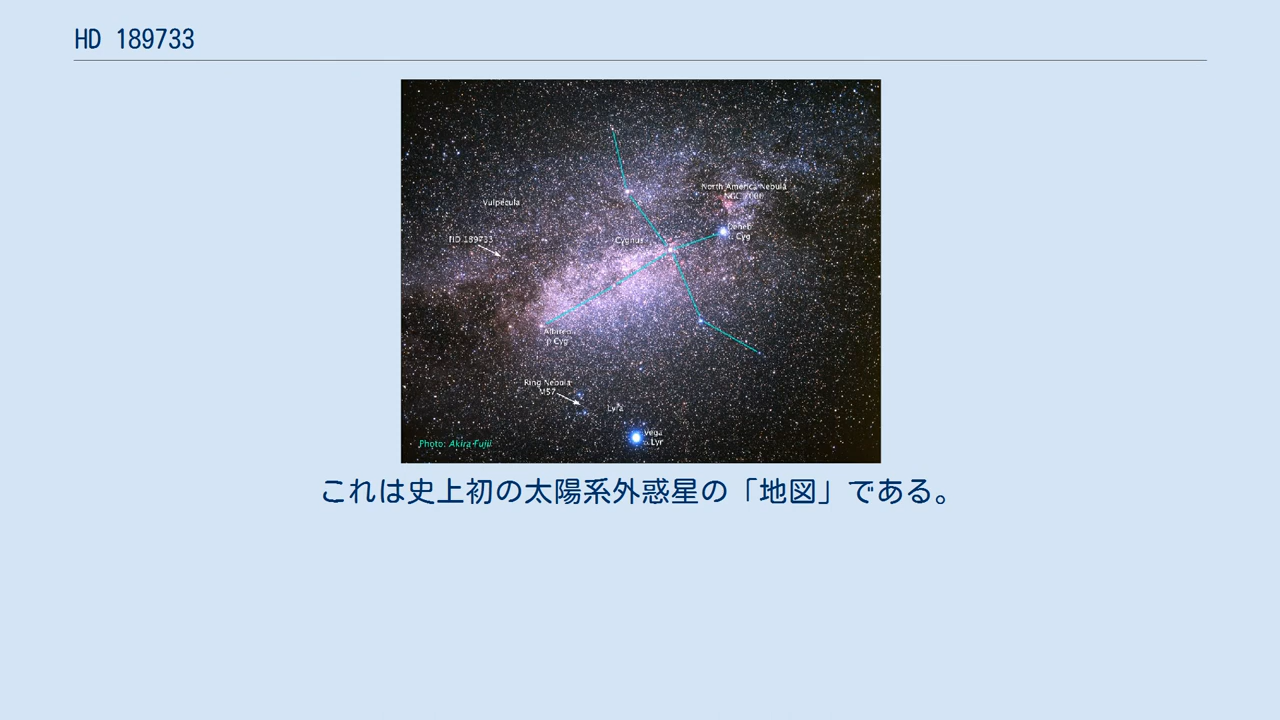 HD 189733
North America Nebula
NGC 7000
Vulpecula
Deneb
α Cyg
HD 189733
Cygnus
Albireo
β Cyg
Ring Nebula
M57
Lyra
Vega
α Lyr
Photo: Akira Fujii
これは史上初の太陽系外惑星の「地図」である。